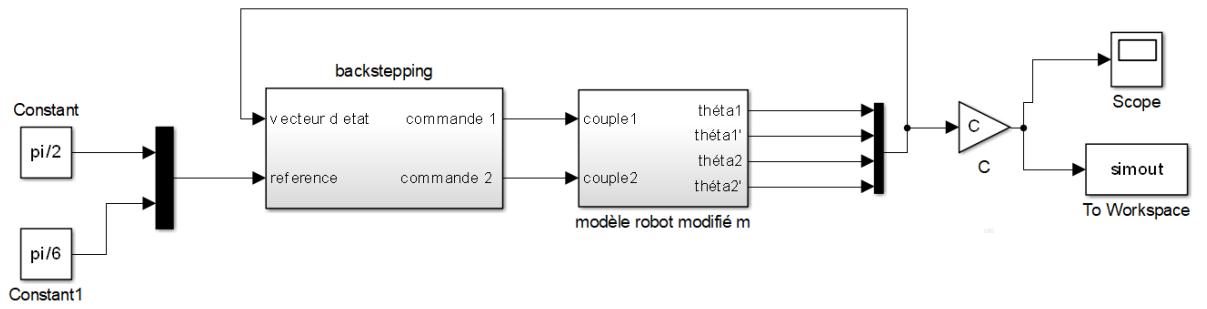 backstepping
Constant
pi/2
vecteur d etat
commande 1
reference
commande 2
couple1
couple2
théta1
théta1'
théta2
théta2'
modèle robot modifié m
C
C
Scope
simout
To Workspace
pi/6
Constant1